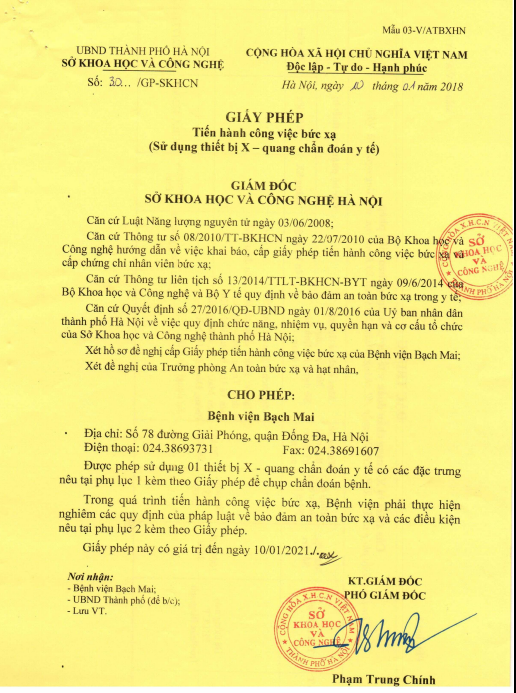 Mẫu 03-V/ATBXHN
UBND THÀNH PHỐ HÀ NỘI
SỞ KHOA HỌC VÀ CÔNG NGHỆ
Số: 30... /GP-SKHCN
CỘNG HÒA XÃ HỘI CHỦ NGHĨA VIỆT NAM
Độc lập - Tự do - Hạnh phúc
Hà Nội, ngày 10 tháng 01 năm 2018
GIẤY PHÉP
Tiến hành công việc bức xạ
(Sử dụng thiết bị X – quang chẩn đoán y tế)
GIÁM ĐỐC
SỞ KHOA HỌC VÀ CÔNG NGHỆ HÀ NỘI
Căn cứ Luật Năng lượng nguyên tử ngày 03/06/2008;
Căn cứ Thông tư số 08/2010/TT-BKHCN ngày 22/07/2010 của Bộ Khoa học và
Công nghệ hướng dẫn về việc khai báo, cấp giấy phép tiến hành công việc bức xạ và
cấp chứng chỉ nhân viên bức xạ;
Căn cứ Thông tư liên tịch số 13/2014/TTLT-BKHCN-BYT ngày 09/6/2014 của
Bộ Khoa học và Công nghệ và Bộ Y tế quy định về bảo đảm an toàn bức xạ trong y tế;
Căn cứ Quyết định số 27/2016/QĐ-UBND ngày 01/8/2016 của Uỷ ban nhân dân
thành phố Hà Nội về việc quy định chức năng, nhiệm vụ, quyền hạn và cơ cấu tổ chức
của Sở Khoa học và Công nghệ thành phố Hà Nội;
Xét hồ sơ đề nghị cấp Giấy phép tiến hành công việc bức xạ của Bệnh viện Bạch Mai;
Xét đề nghị của Trưởng phòng An toàn bức xạ và hạt nhân,
CHO PHÉP:
Bệnh viện Bạch Mai
Địa chỉ: Số 78 đường Giải Phóng, quận Đống Đa, Hà Nội
Điện thoại: 024.38693731 Fax: 024.38691607
Được phép sử dụng 01 thiết bị X - quang chẩn đoán y tế có các đặc trưng
nêu tại phụ lục 1 kèm theo Giấy phép để chụp chẩn đoán bệnh.
Trong quá trình tiến hành công việc bức xạ, Bệnh viện phải thực hiện
nghiêm các quy định của pháp luật về bảo đảm an toàn bức xạ và các điều kiện
nêu tại phụ lục 2 kèm theo Giấy phép.
Giấy phép này có giá trị đến ngày 10/01/2021./.
Nơi nhận:
- Bệnh viện Bạch Mai;
- UBND Thành phố (để b/c);
- Lưu VT.
KT.GIÁM ĐỐC
PHÓ GIÁM ĐỐC
CỘNG HÒA X.H.C.N VIỆT NAM
SỞ
KHOA HỌC
VÀ
CÔNG NGHỆ
THÀNH PHỐ HÀ NỘI
Phạm Trung Chính